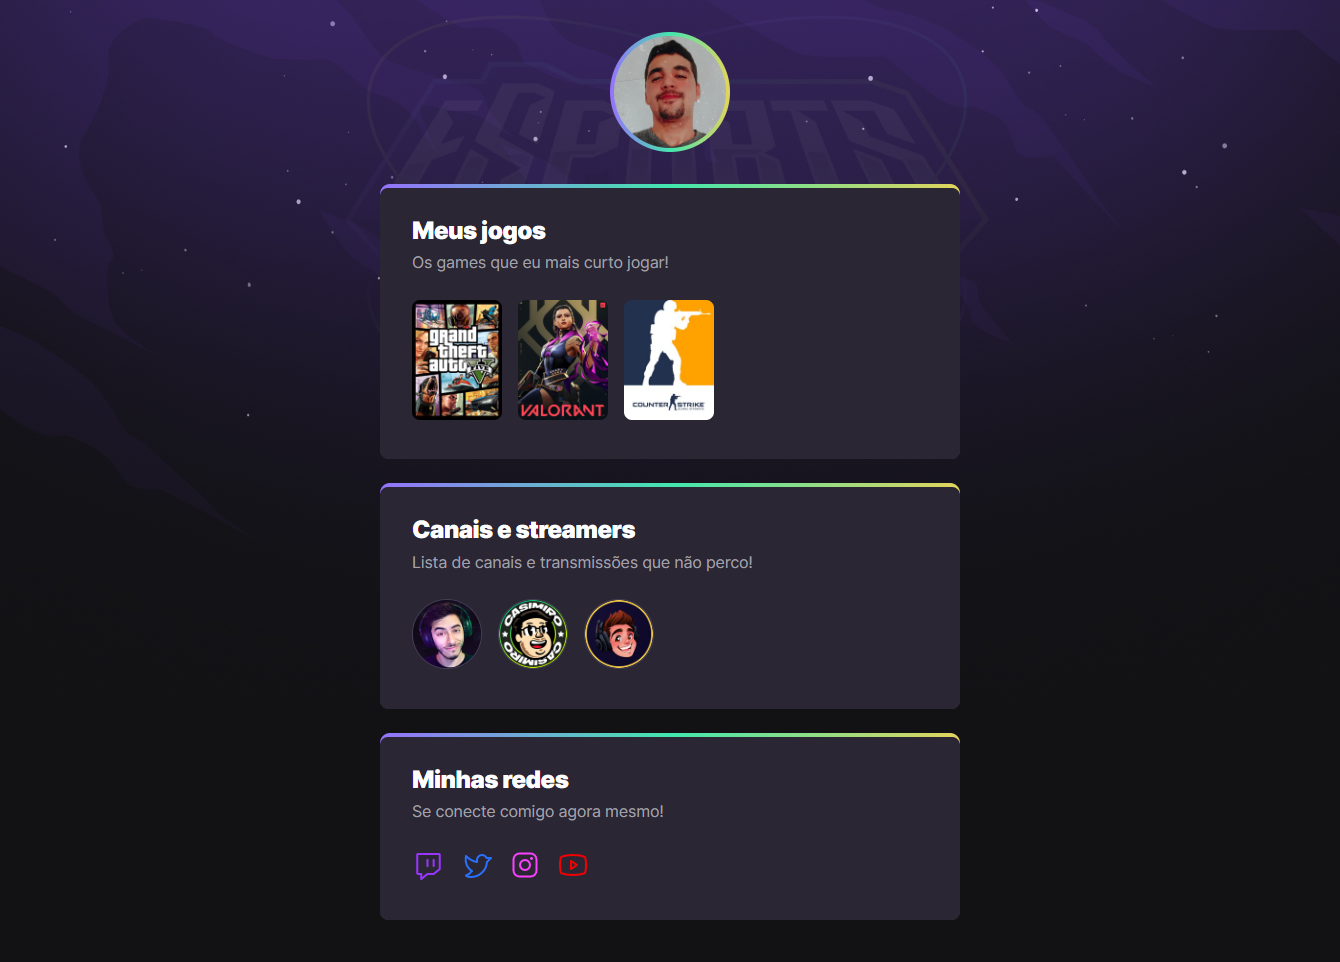 ESPORTS
Meus jogos
Os games que eu mais curto jogar!
grand
theft
auto
V
FIVE
VALORANT
COUNTER STRIKE
Canais e streamers
Lista de canais e transmissões que não perco!
CASIMIRO
CASIMIRO
Minhas redes
Se conecte comigo agora mesmo!